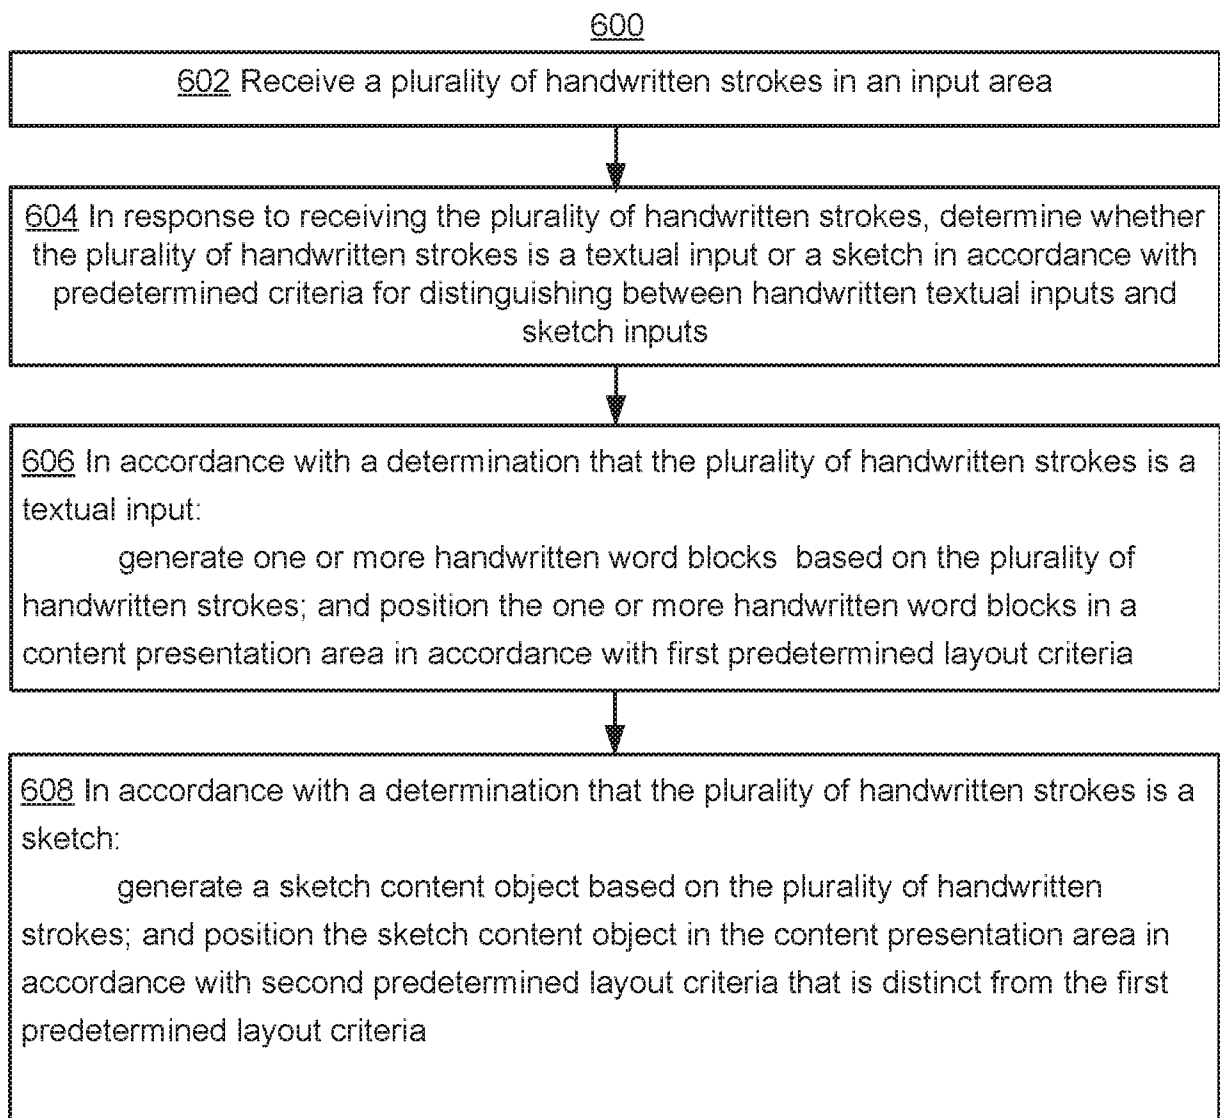 600
602 Receive a plurality of handwritten strokes in an input area
604 In response to receiving the plurality of handwritten strokes, determine whether
the plurality of handwritten strokes is a textual input or a sketch in accordance with
predetermined criteria for distinguishing between handwritten textual inputs and
sketch inputs
606 In accordance with a determination that the plurality of handwritten strokes is a
textual input:
generate one or more handwritten word blocks based on the plurality of
handwritten strokes; and position the one or more handwritten word blocks in a
content presentation area in accordance with first predetermined layout criteria
608 In accordance with a determination that the plurality of handwritten strokes is a
sketch:
generate a sketch content object based on the plurality of handwritten
strokes; and position the sketch content object in the content presentation area in
accordance with second predetermined layout criteria that is distinct from the first
predetermined layout criteria